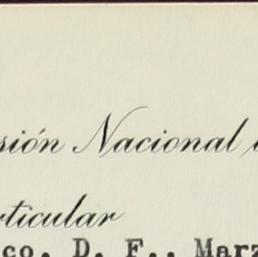 sión Nacional
rticular
co, D. F., Marz